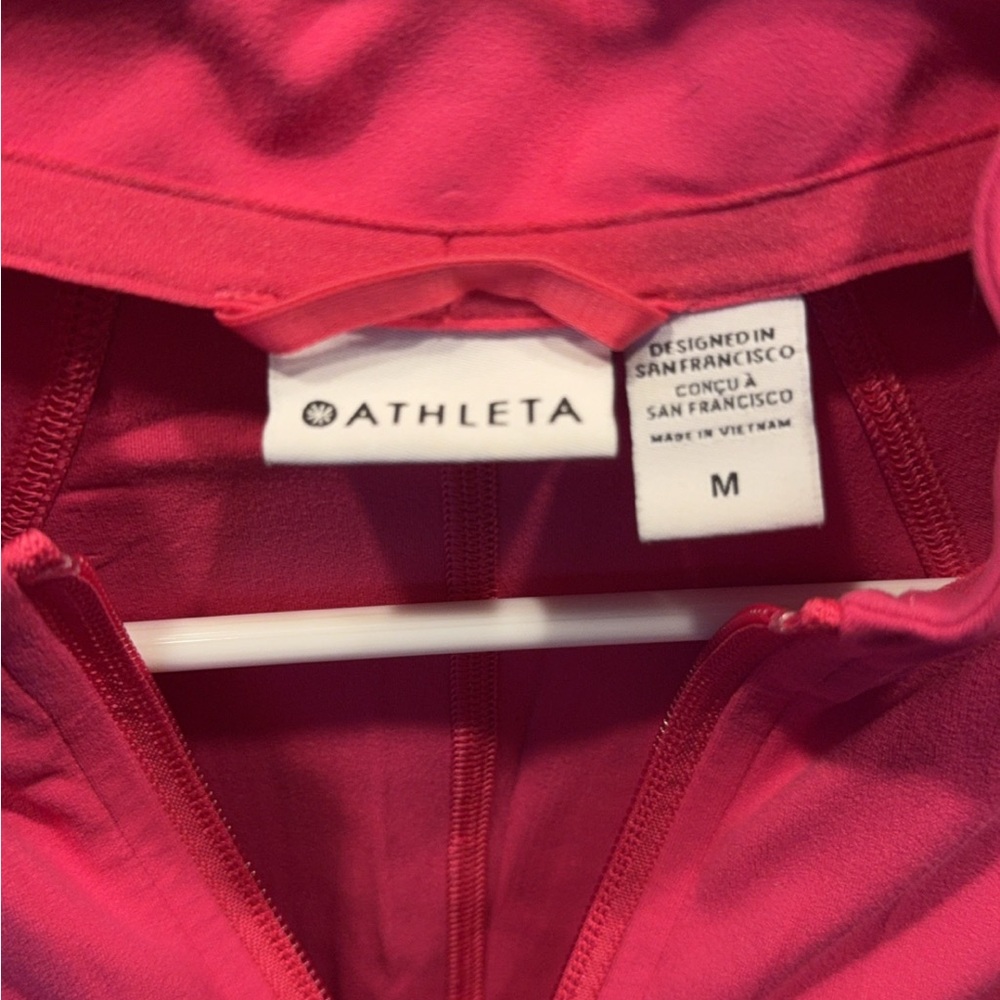 ATHLETA
DESIGNED IN
SAN FRANCISCO
CONÇU À
SAN FRANCISCO
MADE IN VIETNAM
M